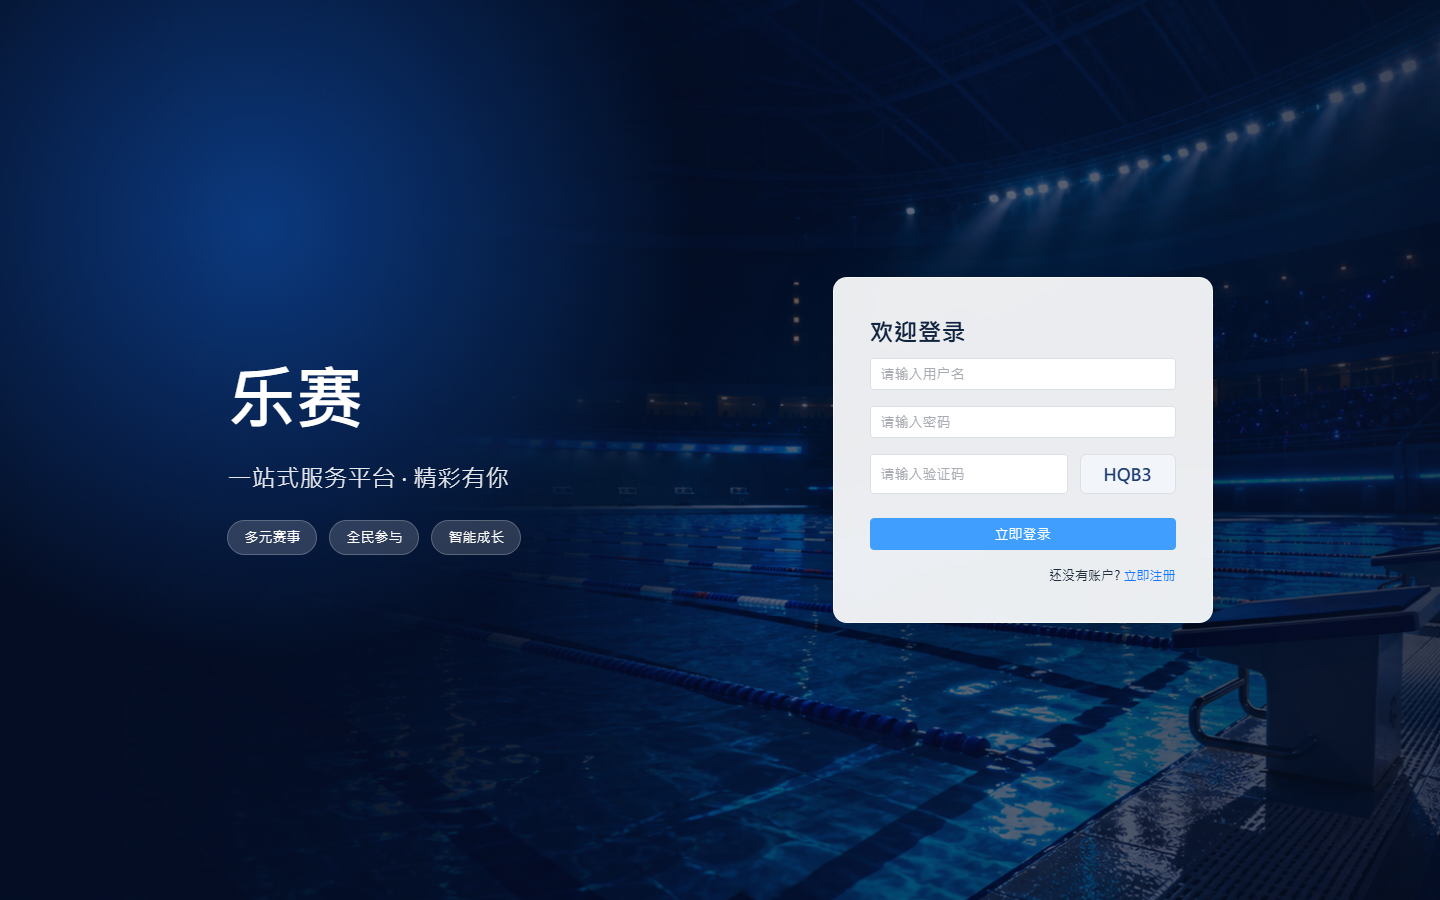 乐赛
一站式服务平台 · 精彩有你
多元赛事 全民参与 智能成长
欢迎登录
请输入用户名
请输入密码
请输入验证码 HQB3
立即登录
还没有账户? 立即注册